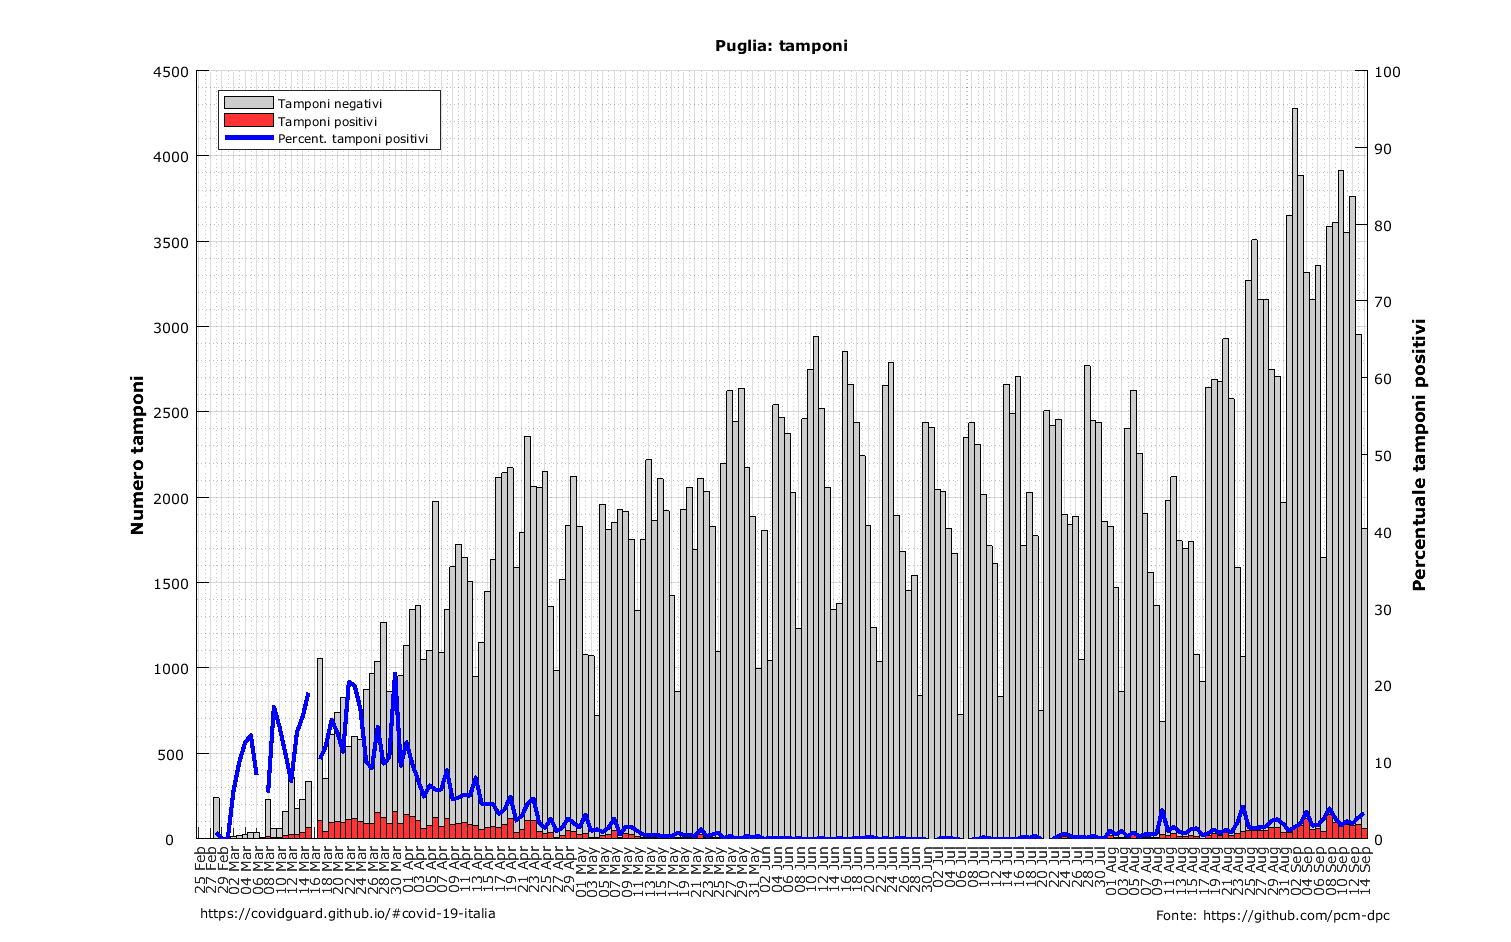 Puglia: tamponi
Tamponi negativi
Tamponi positivi
Percent. tamponi positivi
Numero tamponi
4500
4000
3500
3000
2500
2000
1500
1000
500
0
100
90
80
70
60
50
40
30
20
10
0
Percentuale tamponi positivi
25 Feb
27 Feb
29 Feb
02 Mar
04 Mar
06 Mar
08 Mar
10 Mar
12 Mar
14 Mar
16 Mar
18 Mar
20 Mar
22 Mar
24 Mar
26 Mar
28 Mar
30 Mar
01 Apr
03 Apr
05 Apr
07 Apr
09 Apr
11 Apr
13 Apr
15 Apr
17 Apr
19 Apr
21 Apr
23 Apr
25 Apr
27 Apr
29 Apr
01 May
03 May
05 May
07 May
09 May
11 May
13 May
15 May
17 May
19 May
21 May
23 May
25 May
27 May
29 May
31 May
02 Jun
04 Jun
06 Jun
08 Jun
10 Jun
12 Jun
14 Jun
16 Jun
18 Jun
20 Jun
22 Jun
24 Jun
26 Jun
28 Jun
30 Jun
02 Jul
04 Jul
06 Jul
08 Jul
10 Jul
12 Jul
14 Jul
16 Jul
18 Jul
20 Jul
22 Jul
24 Jul
26 Jul
28 Jul
30 Jul
01 Aug
03 Aug
05 Aug
07 Aug
09 Aug
11 Aug
13 Aug
15 Aug
17 Aug
19 Aug
21 Aug
23 Aug
25 Aug
27 Aug
29 Aug
31 Aug
02 Sep
04 Sep
06 Sep
08 Sep
10 Sep
12 Sep
14 Sep
https://covidguard.github.io/#covid-19-italia
Fonte: https://github.com/pcm-dpc